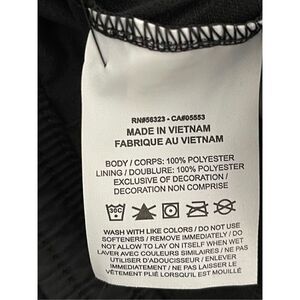 RN#56323 - CA#05553
MADE IN VIETNAM
FABRIQUE AU VIETNAM
BODY / CORPS: 100% POLYESTER
LINING / DOUBLURE: 100% POLYESTER
EXCLUSIVE OF DECORATION /
DECORATION NON COMPRISE
30C
WASH WITH LIKE COLORS / DO NOT USE
SOFTENERS / REMOVE IMMEDIATELY / DO
NOT ALLOW TO LAY ON ITSELF WHEN WET
LAVER AVEC COULEURS SIMILAIRES / NE PAS
UTILISER D'ADOUCISSEUR / ENLEVER
IMMEDIATEMENT / NE PAS LAISSER EN
PILE LORSQU'IL EST MOUILLÉ